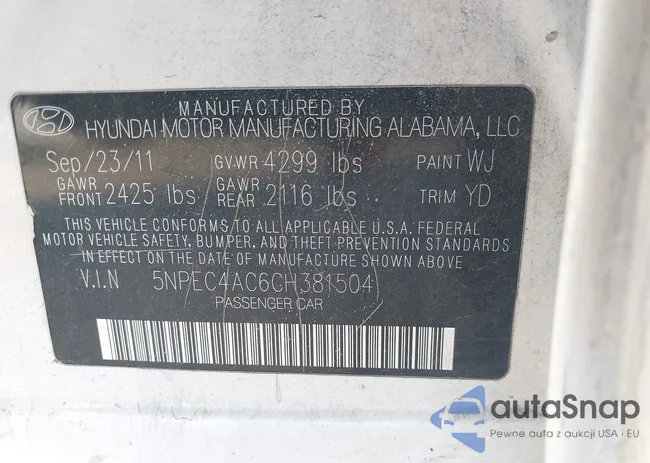 MANUFACTURED BY
HYUNDAI MOTOR MANUFACTURING ALABAMA, LLC
Sep/23/11 GVWR 4299 lbs PAINT WJ
GAWR FRONT 2425 lbs GAWR REAR 2116 lbs TRIM YD
THIS VEHICLE CONFORMS TO ALL APPLICABLE U.S.A. FEDERAL
MOTOR VEHICLE SAFETY, BUMPER, AND THEFT PREVENTION STANDARDS
IN EFFECT ON THE DATE OF MANUFACTURE SHOWN ABOVE.
V.I.N 5NPEC4AC6CH381504
PASSENGER CAR
autaSnap
Pewne auta z aukcji USA i EU